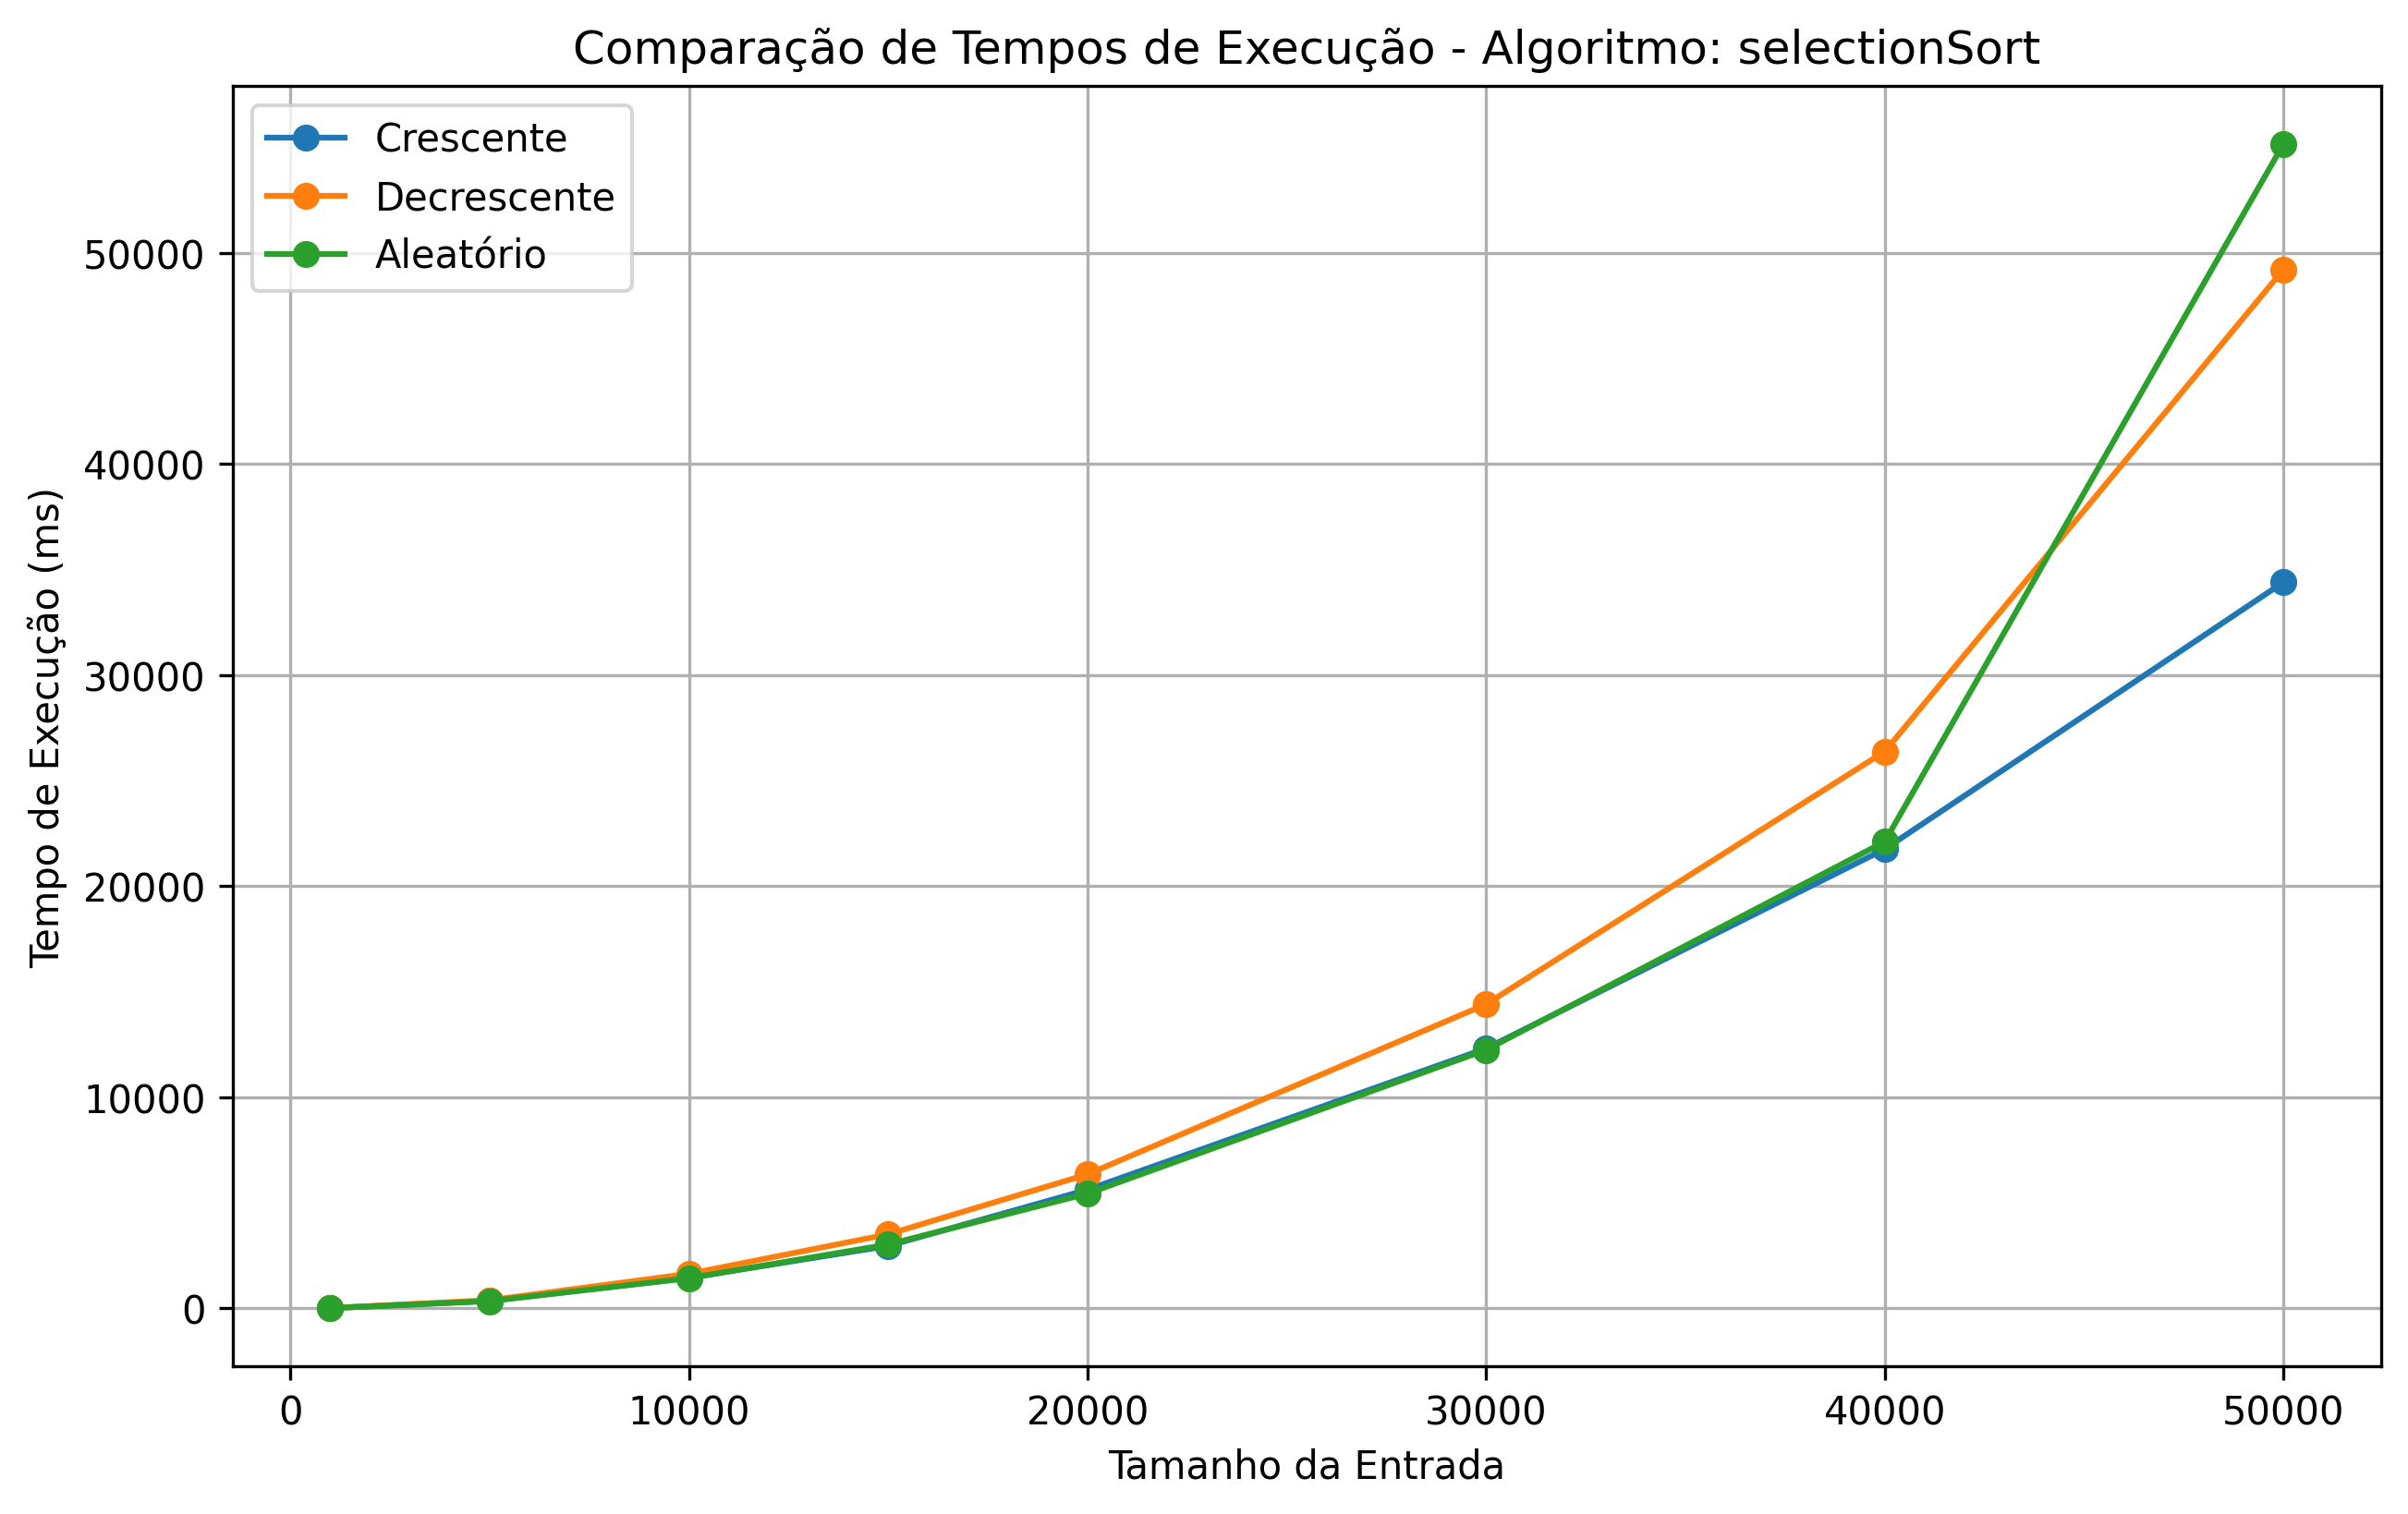 Comparação de Tempos de Execução - Algoritmo: selectionSort
Crescente
Decrescente
Aleatório
Tempo de Execução (ms)
50000
40000
30000
20000
10000
0
0 10000 20000 30000 40000 50000
Tamanho da Entrada